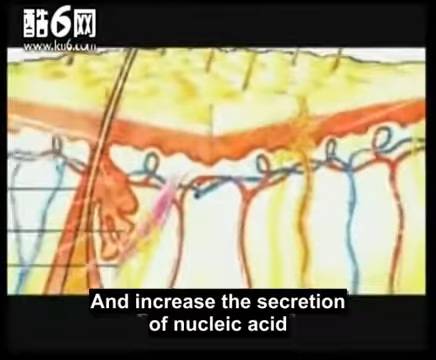 酷6网
www.ku6.com
And increase the secretion
of nucleic acid